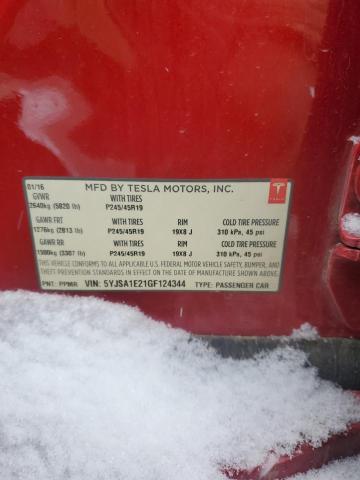 01/16 MFD BY TESLA MOTORS, INC.
GVWR WITH TIRES
2640kg (5820 lb) P245/45R19
GAWR FRT WITH TIRES RIM COLD TIRE PRESSURE
1276kg (2813 lb) P245/45R19 19X8 J 310 kPa, 45 psi
GAWR RR WITH TIRES RIM COLD TIRE PRESSURE
(3307 lb) P245/45R19 19X8 J 310 kPa, 45 psi
THIS VEHICLE CONFORMS TO ALL APPLICABLE U.S. FEDERAL MOTOR VEHICLE SAFETY, BUMPER, AND
THEFT PREVENTION STANDARDS IN EFFECT ON THE DATE OF MANUFACTURE SHOWN ABOVE.
PNT: PPMR VIN: 5YJSA1E21GF124344 TYPE: PASSENGER CAR